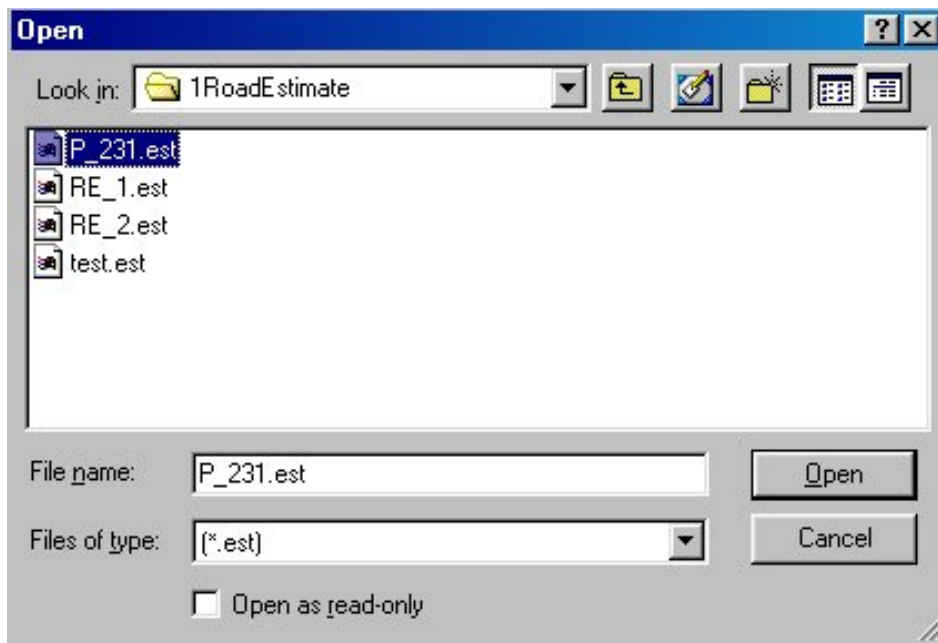 Open
Look in: 1RoadEstimate
P_231.est
RE_1.est
RE_2.est
test.est
File name: P_231.est Open
Files of type: (*.est) Cancel
Open as read-only